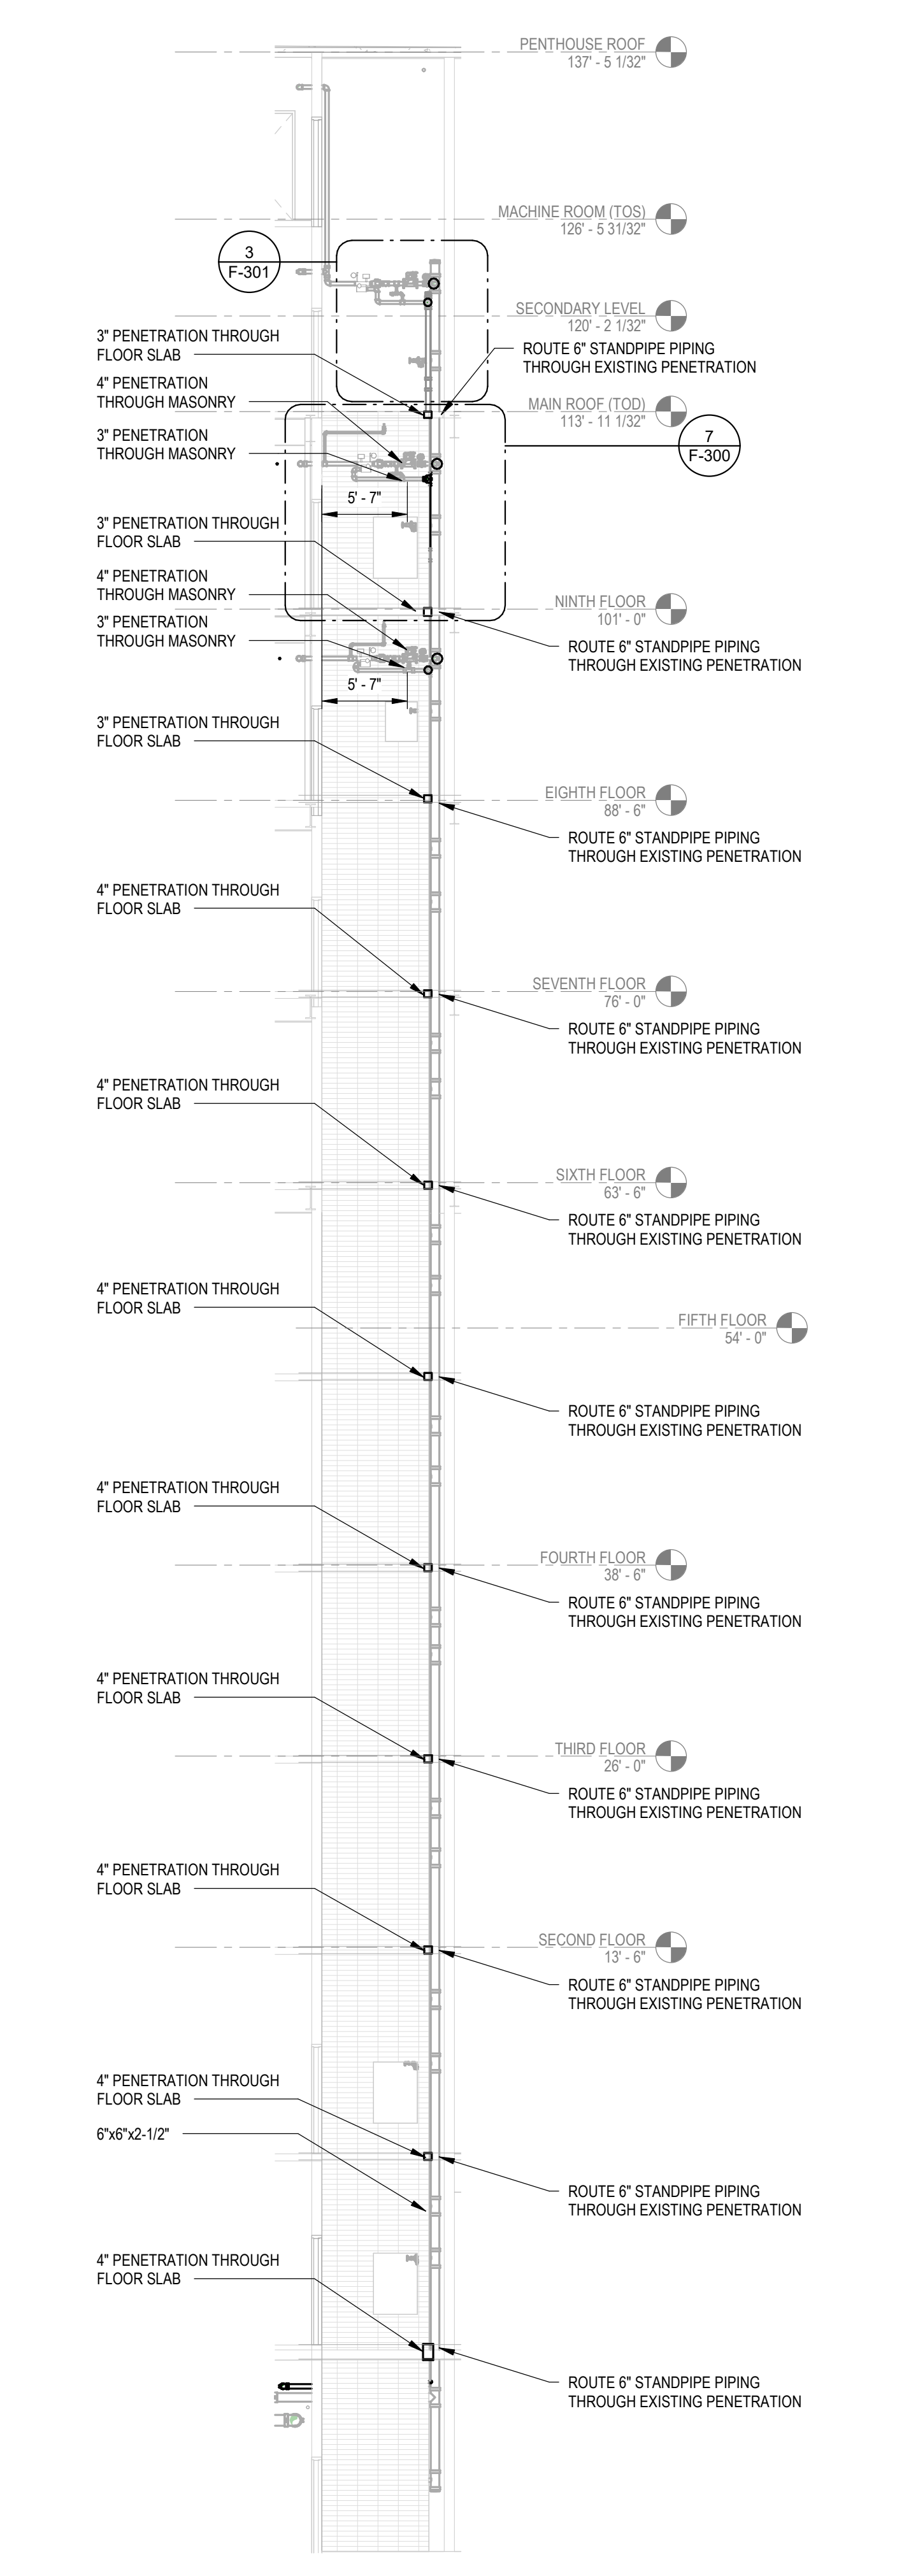 PENTHOUSE ROOF
137' - 5 1/32"
MACHINE ROOM (TOS)
126' - 5 31/32"
3
F-301
SECONDARY LEVEL
120' - 2 1/32"
3" PENETRATION THROUGH
FLOOR SLAB
ROUTE 6" STANDPIPE PIPING
THROUGH EXISTING PENETRATION
4" PENETRATION
THROUGH MASONRY
MAIN ROOF (TOD)
113' - 11 1/32"
3" PENETRATION
THROUGH MASONRY
7
F-300
5' - 7"
3" PENETRATION THROUGH
FLOOR SLAB
4" PENETRATION
THROUGH MASONRY
NINTH FLOOR
101' - 0"
3" PENETRATION
THROUGH MASONRY
ROUTE 6" STANDPIPE PIPING
THROUGH EXISTING PENETRATION
5' - 7"
3" PENETRATION THROUGH
FLOOR SLAB
EIGHTH FLOOR
88' - 6"
ROUTE 6" STANDPIPE PIPING
THROUGH EXISTING PENETRATION
4" PENETRATION THROUGH
FLOOR SLAB
SEVENTH FLOOR
76' - 0"
ROUTE 6" STANDPIPE PIPING
THROUGH EXISTING PENETRATION
4" PENETRATION THROUGH
FLOOR SLAB
SIXTH FLOOR
63' - 6"
ROUTE 6" STANDPIPE PIPING
THROUGH EXISTING PENETRATION
4" PENETRATION THROUGH
FLOOR SLAB
FIFTH FLOOR
54' - 0"
ROUTE 6" STANDPIPE PIPING
THROUGH EXISTING PENETRATION
4" PENETRATION THROUGH
FLOOR SLAB
FOURTH FLOOR
38' - 6"
ROUTE 6" STANDPIPE PIPING
THROUGH EXISTING PENETRATION
4" PENETRATION THROUGH
FLOOR SLAB
THIRD FLOOR
26' - 0"
ROUTE 6" STANDPIPE PIPING
THROUGH EXISTING PENETRATION
4" PENETRATION THROUGH
FLOOR SLAB
SECOND FLOOR
13' - 6"
ROUTE 6" STANDPIPE PIPING
THROUGH EXISTING PENETRATION
4" PENETRATION THROUGH
FLOOR SLAB
6"x6"x2-1/2"
ROUTE 6" STANDPIPE PIPING
THROUGH EXISTING PENETRATION
4" PENETRATION THROUGH
FLOOR SLAB
ROUTE 6" STANDPIPE PIPING
THROUGH EXISTING PENETRATION